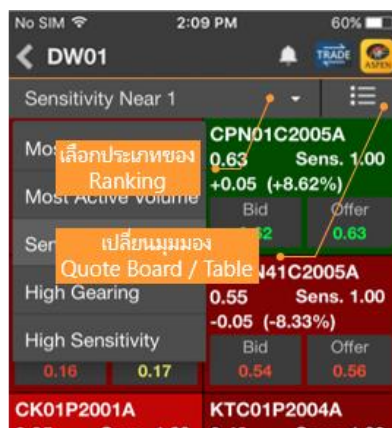 No SIM 2:09 PM 60%
DW01
TRADE
ASPEN
Sensitivity Near 1
Most
เลือกประเภทของ
Ranking
Most Active Volume
เปลี่ยนมุมมอง
Quote Board / Table
High Gearing
High Sensitivity
0.16 0.17
CK01P2001A
CPN01C2005A
0.63 Sens. 1.00
+0.05 (+8.62%)
Bid Offer
0.63
41C2005A
0.55 Sens. 1.00
-0.05 (-8.33%)
Bid Offer
0.54 0.56
KTC01P2004A